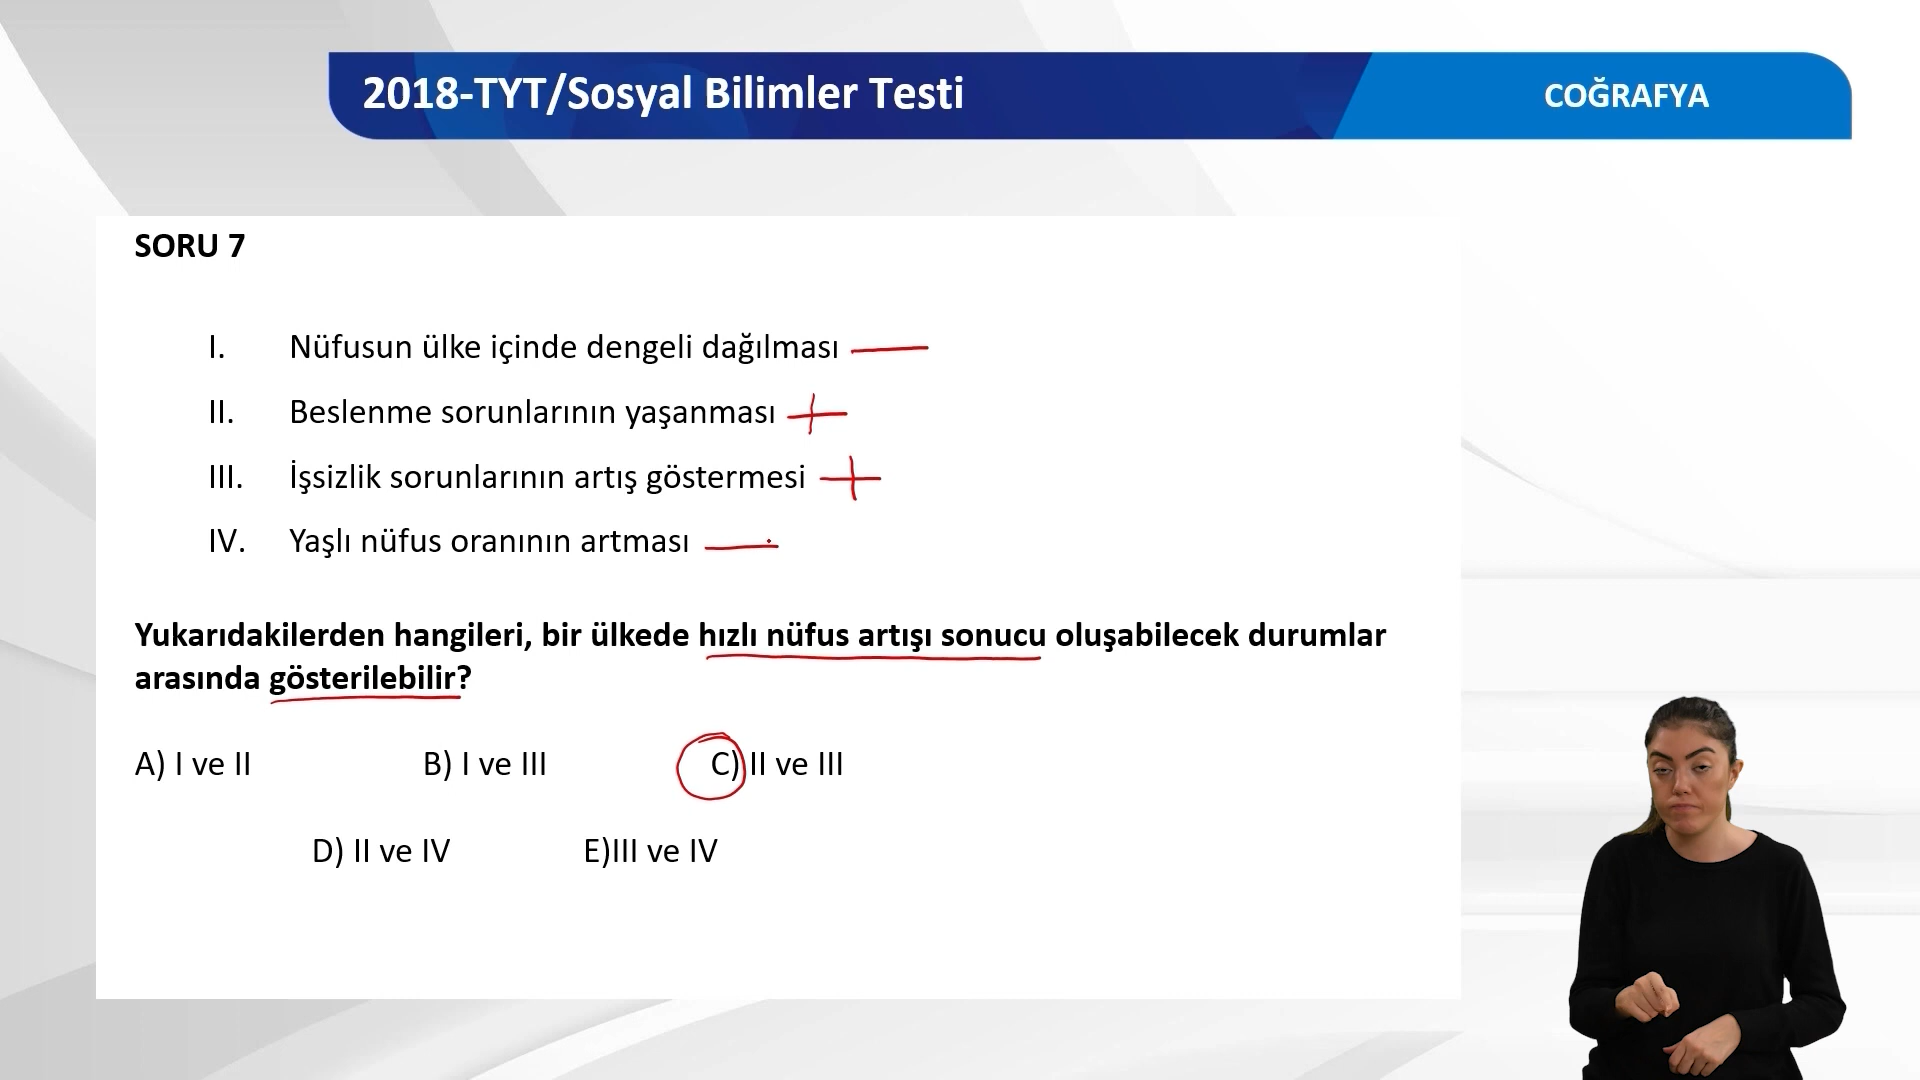 2018-TYT/Sosyal Bilimler Testi
COĞRAFYA
SORU 7
I. Nüfusun ülke içinde dengeli dağılması —
II. Beslenme sorunlarının yaşanması +
III. İşsizlik sorunlarının artış göstermesi +
IV. Yaşlı nüfus oranının artması —
Yukarıdakilerden hangileri, bir ülkede hızlı nüfus artışı sonucu oluşabilecek durumlar
arasında gösterilebilir?
A) I ve II B) I ve III C) II ve III
D) II ve IV E)III ve IV